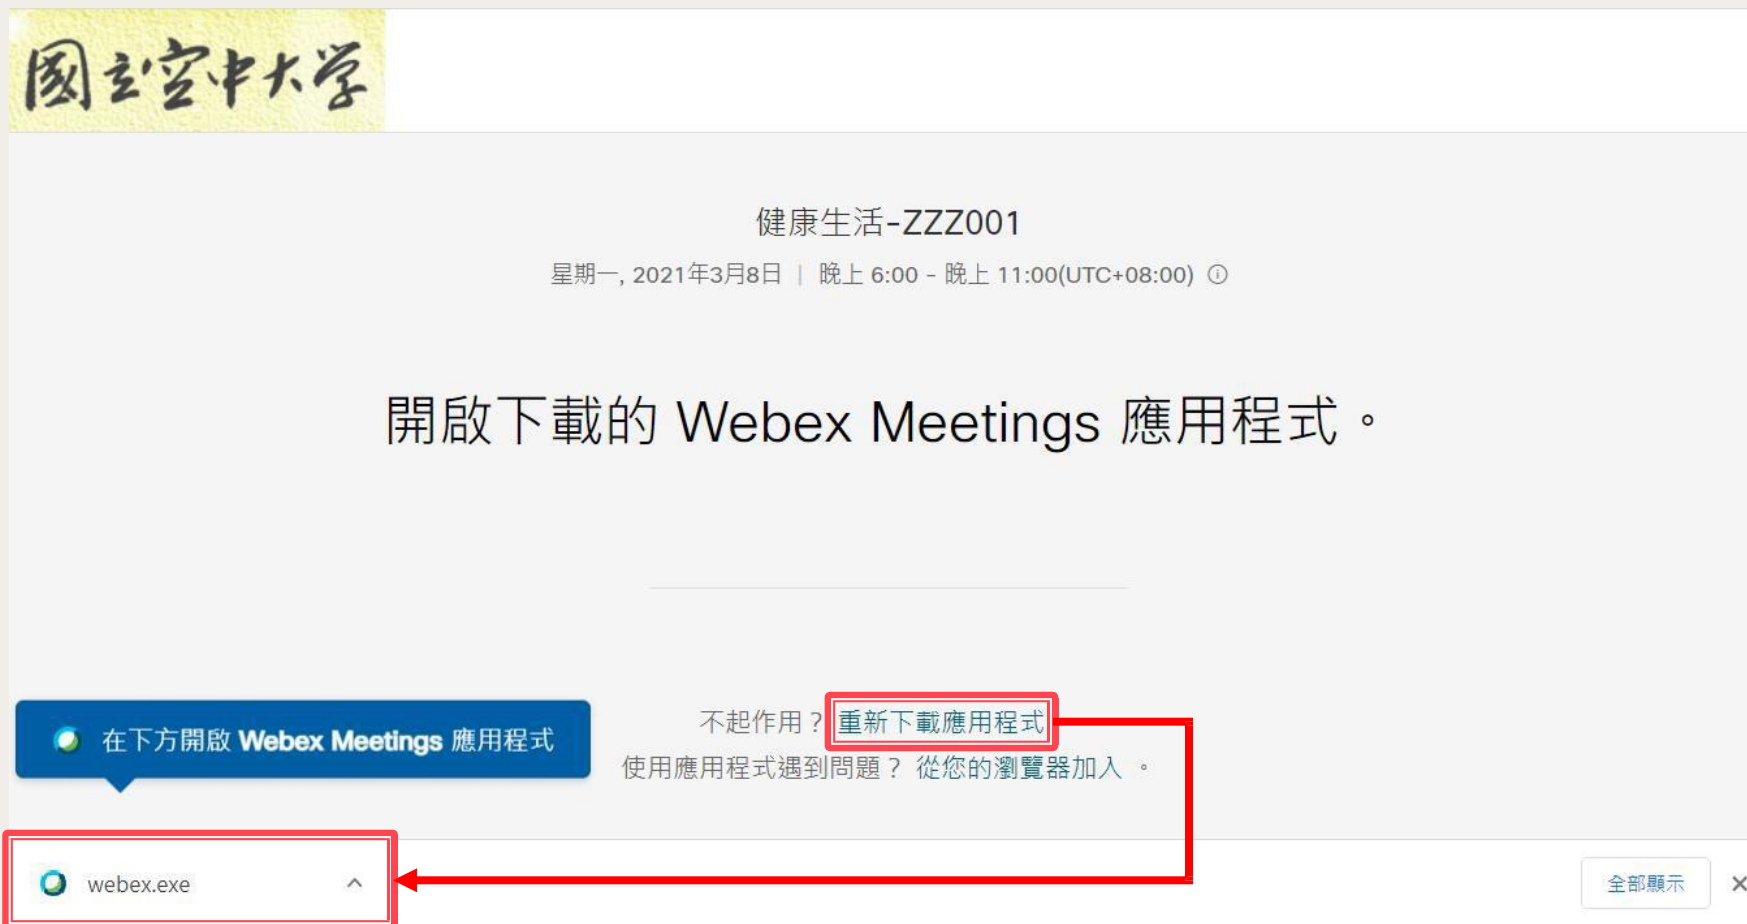 國立空中大學
健康生活-ZZZ001
星期一, 2021年3月8日 | 晚上 6:00 - 晚上 11:00(UTC+08:00)
開啟下載的 Webex Meetings 應用程式。
不起作用？ 重新下載應用程式
在下方開啟 Webex Meetings 應用程式
使用應用程式遇到問題？ 從您的瀏覽器加入 。
webex.exe
全部顯示